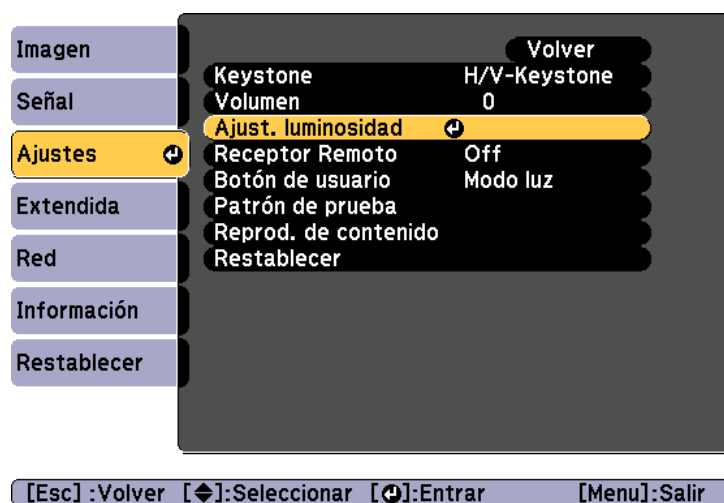 Imagen
Señal
Ajustes
Extendida
Red
Información
Restablecer
Volver
Keystone H/V-Keystone
Volumen 0
Ajust. luminosidad
Receptor Remoto Off
Botón de usuario Modo luz
Patrón de prueba
Reprod. de contenido
Restablecer
[Esc] :Volver [◆]:Seleccionar [⏎]:Entrar [Menu]:Salir